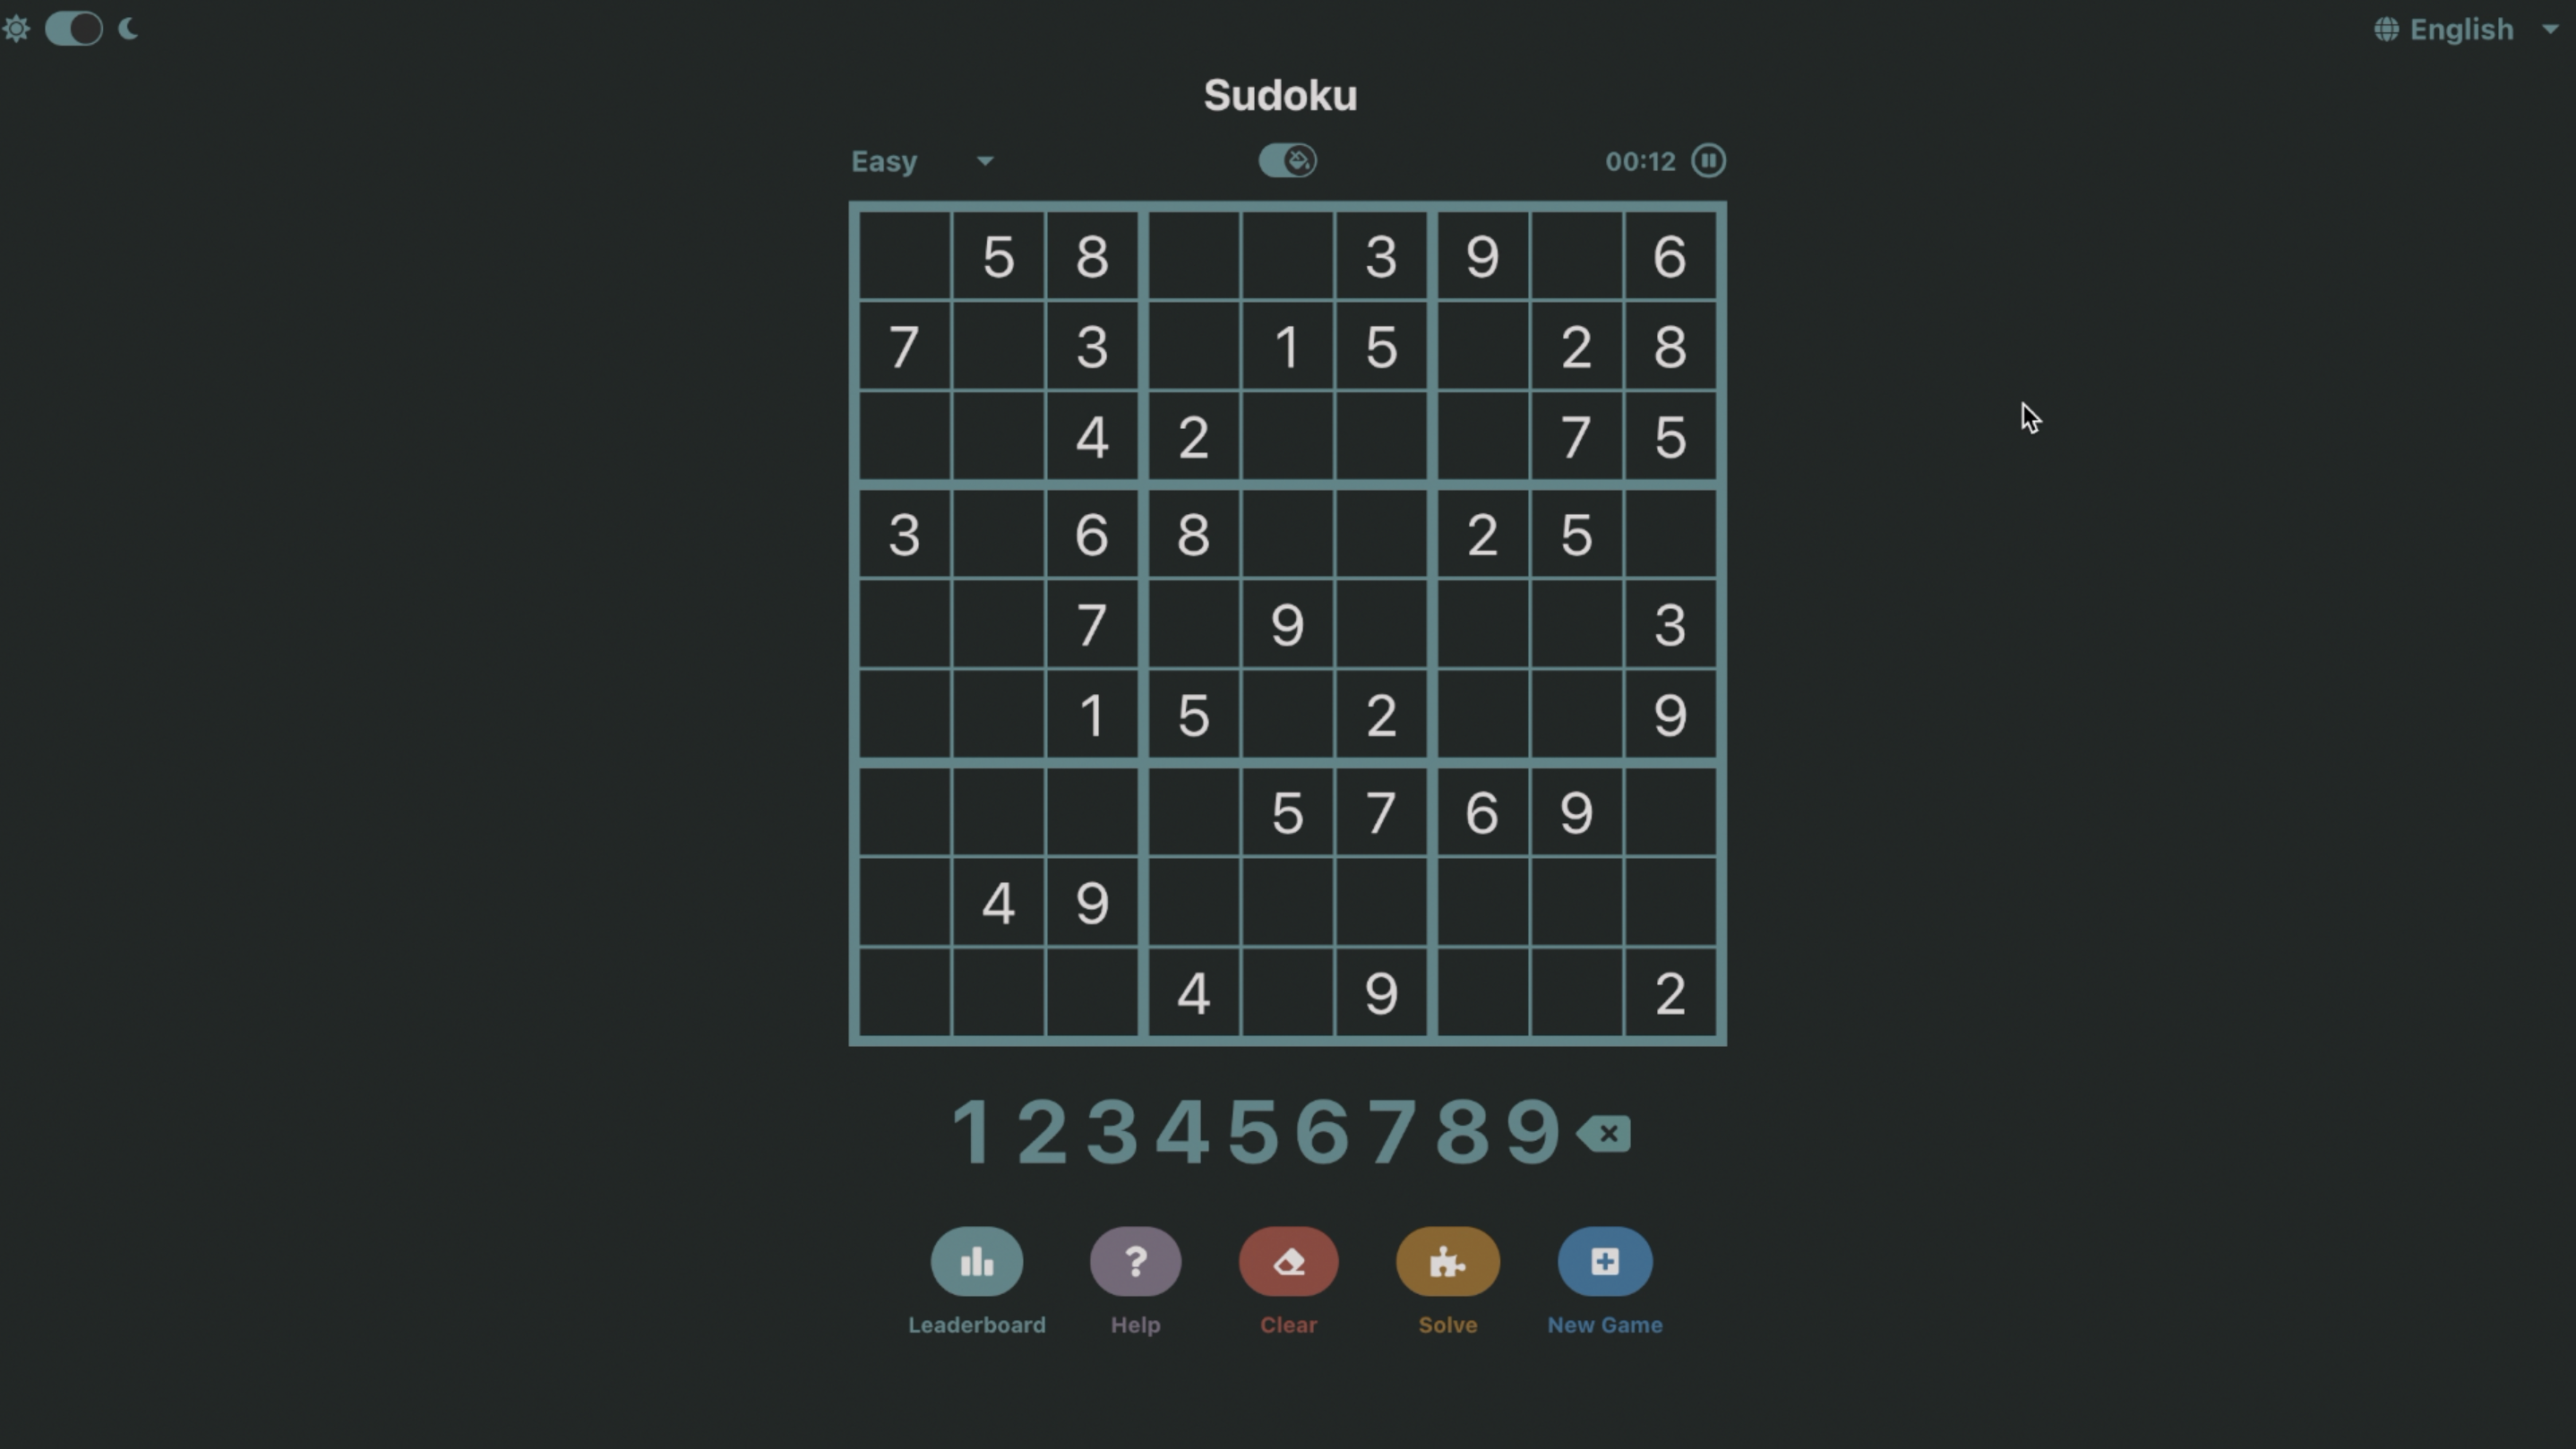 English
Sudoku
Easy 00:12
5 8 3 9 6
7 3 1 5 2 8
4 2 7 5
3 6 8 2 5
7 9 3
1 5 2 9
5 7 6 9
4 9
4 9 2
1 2 3 4 5 6 7 8 9
Leaderboard Help Clear Solve New Game